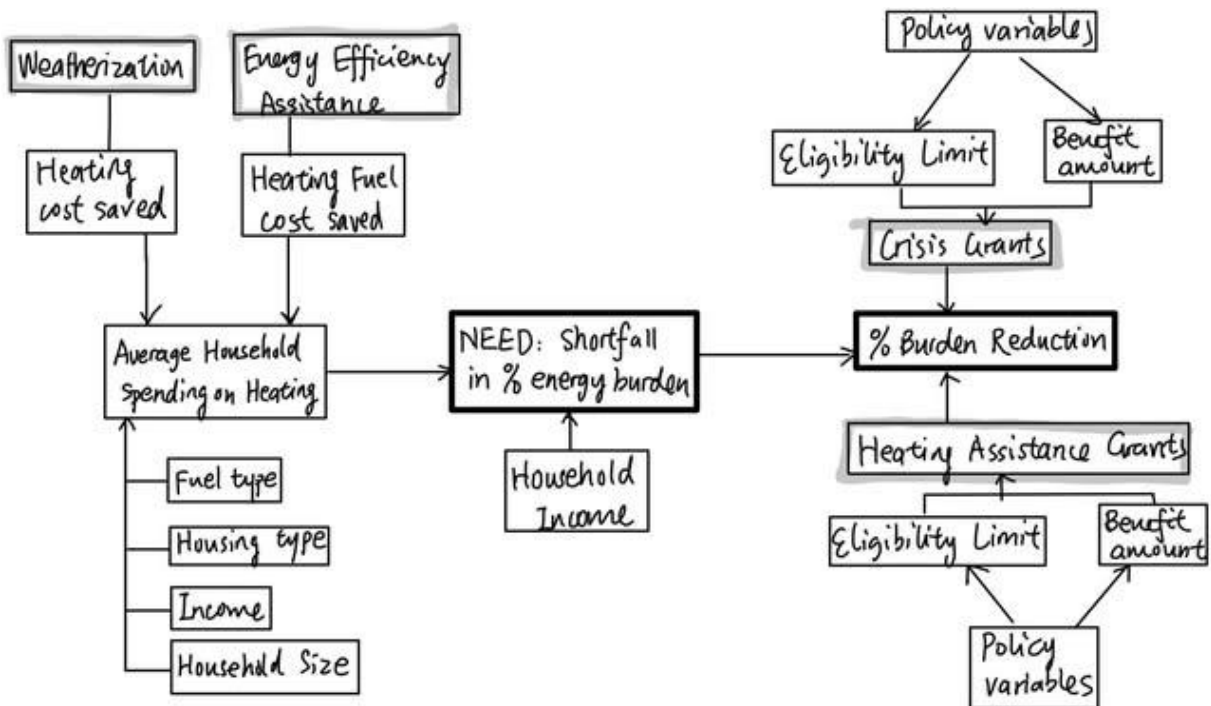 Weatherization
Energy Efficiency
Assistance
Heating
cost saved
Heating Fuel
cost saved
Average Household
spending on Heating
Fuel type
Housing type
Income
Household Size
NEED: Shortfall
in % energy burden
Household
Income
Policy variables
Eligibility Limit
Benefit
amount
Crisis Grants
% Burden Reduction
Heating Assistance Grants
Eligibility Limit
Benefit
amount
Policy
variables